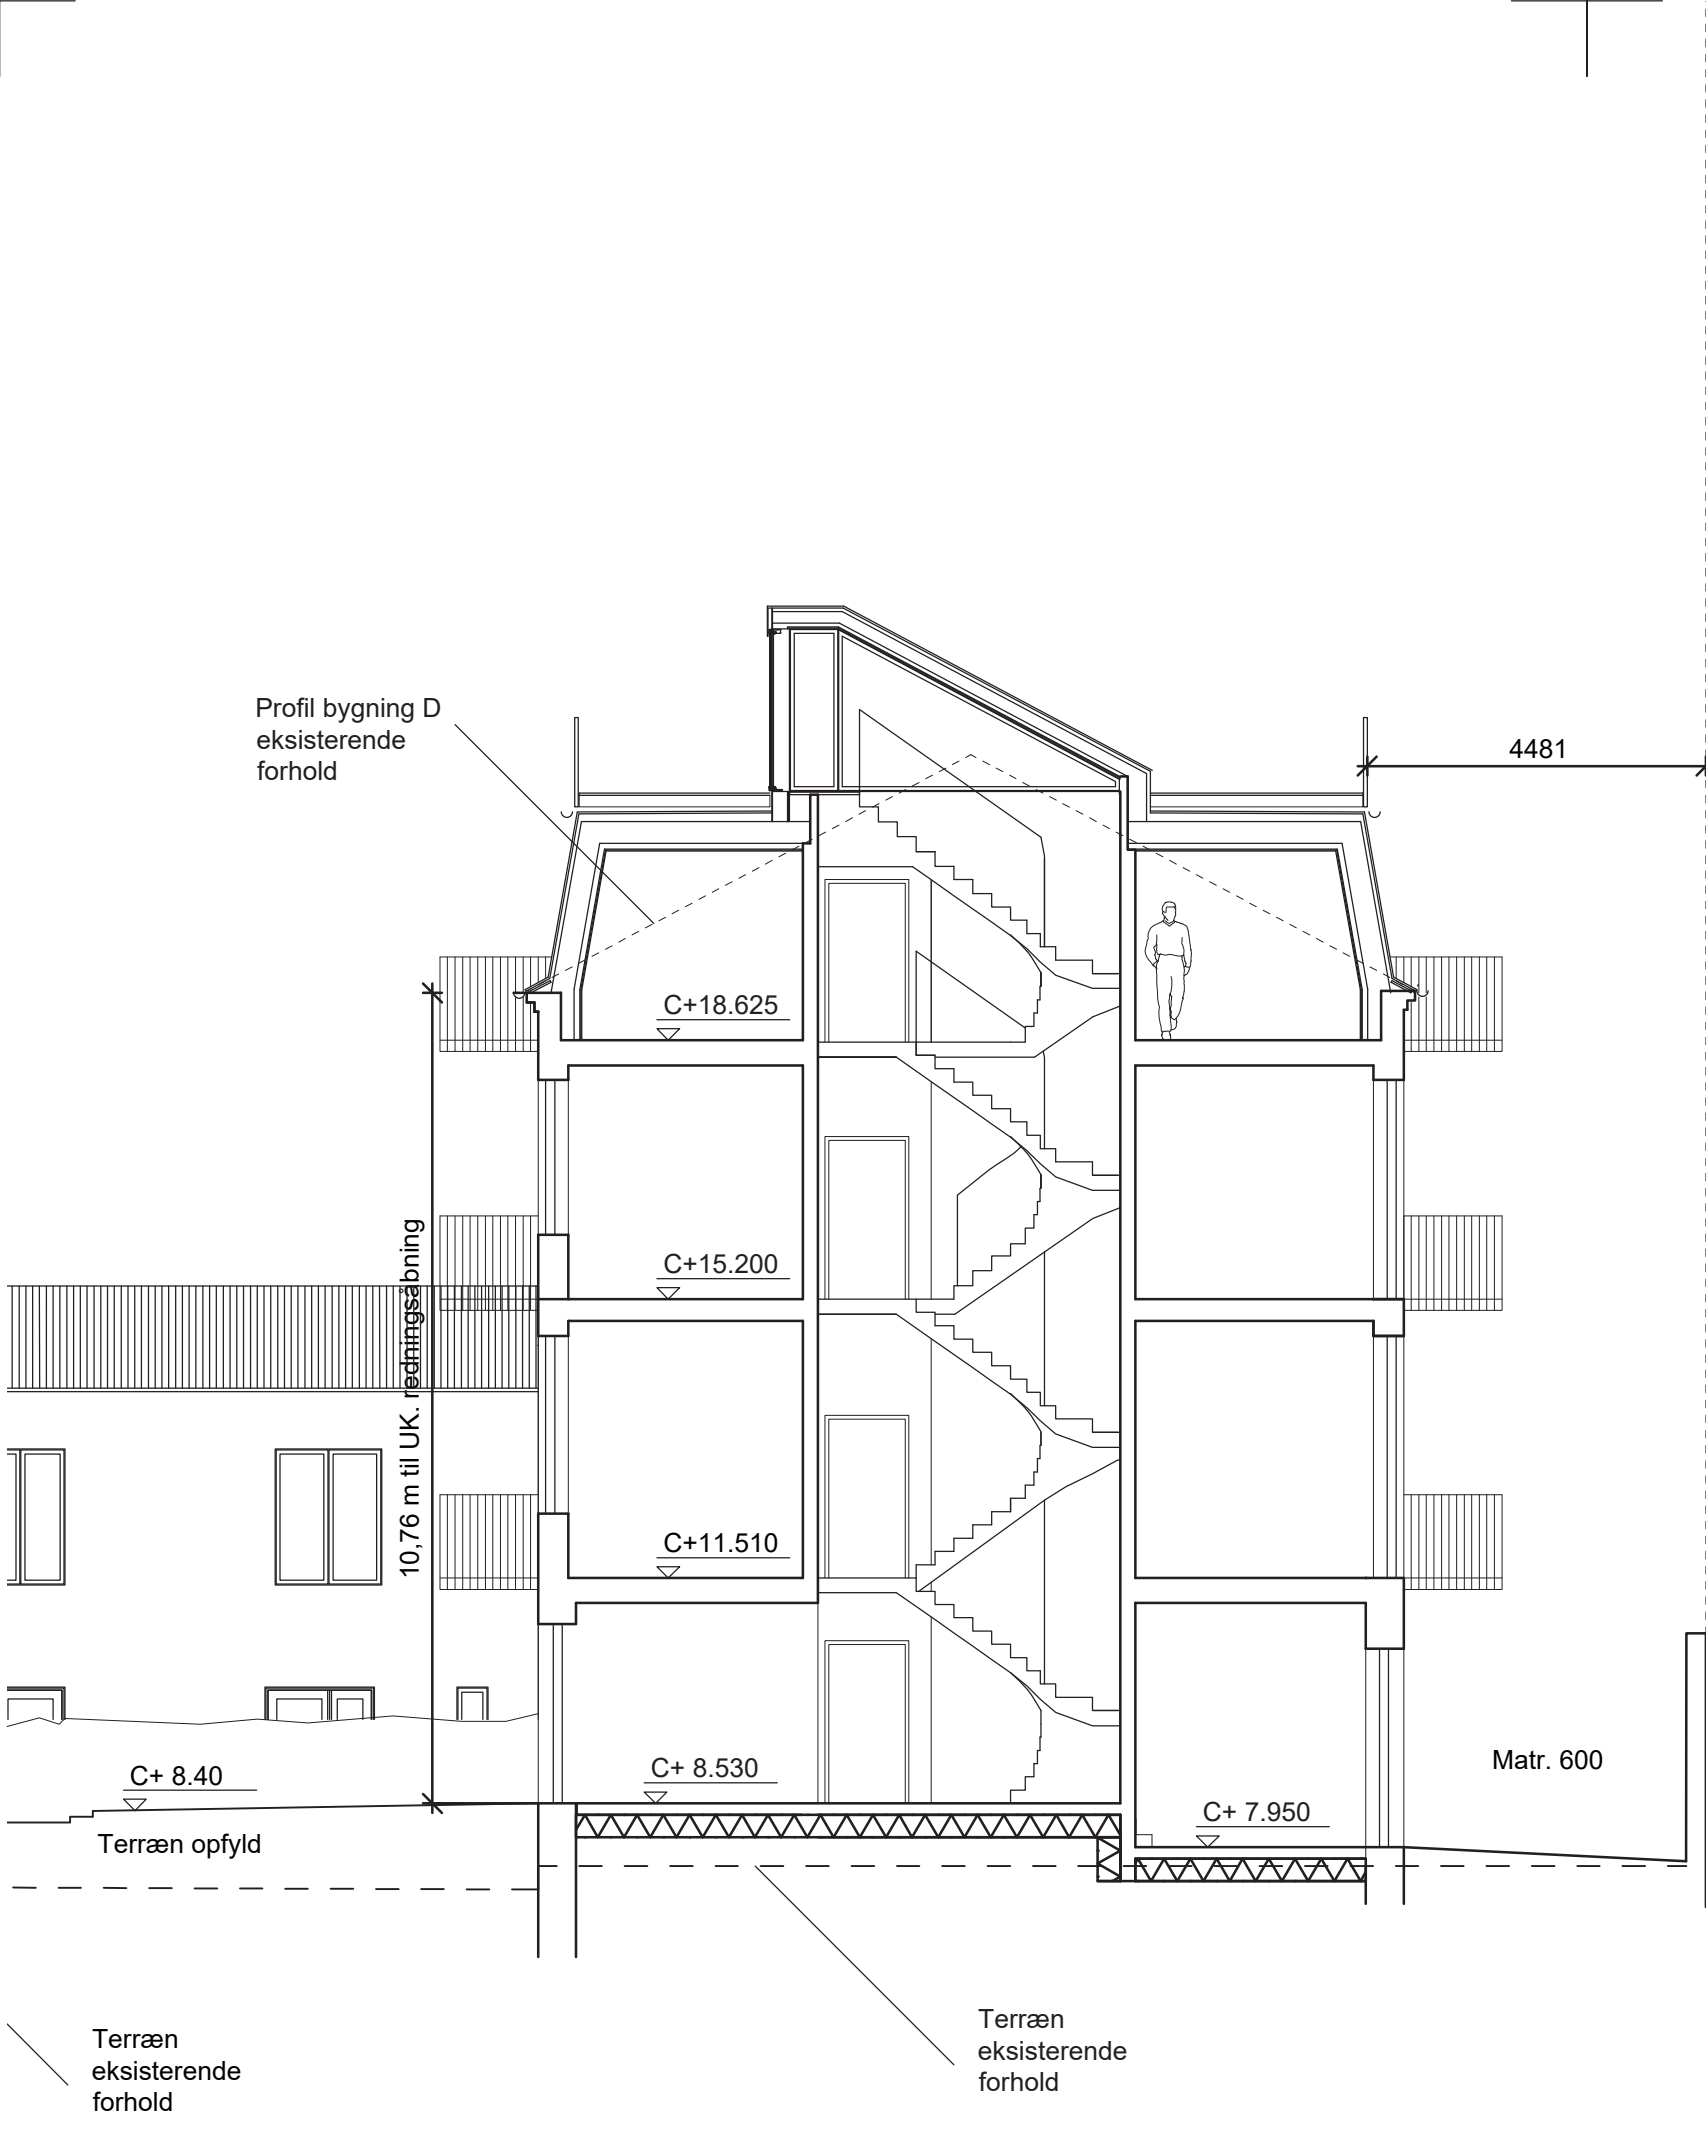 Profil bygning D
eksisterende
forhold
4481
C+18.625
C+15.200
10,76 m til UK. redningsåbning
C+11.510
C+ 8.530
C+ 8.40
Terræn opfyld
Matr. 600
C+ 7.950
Terræn
eksisterende
forhold
Terræn
eksisterende
forhold